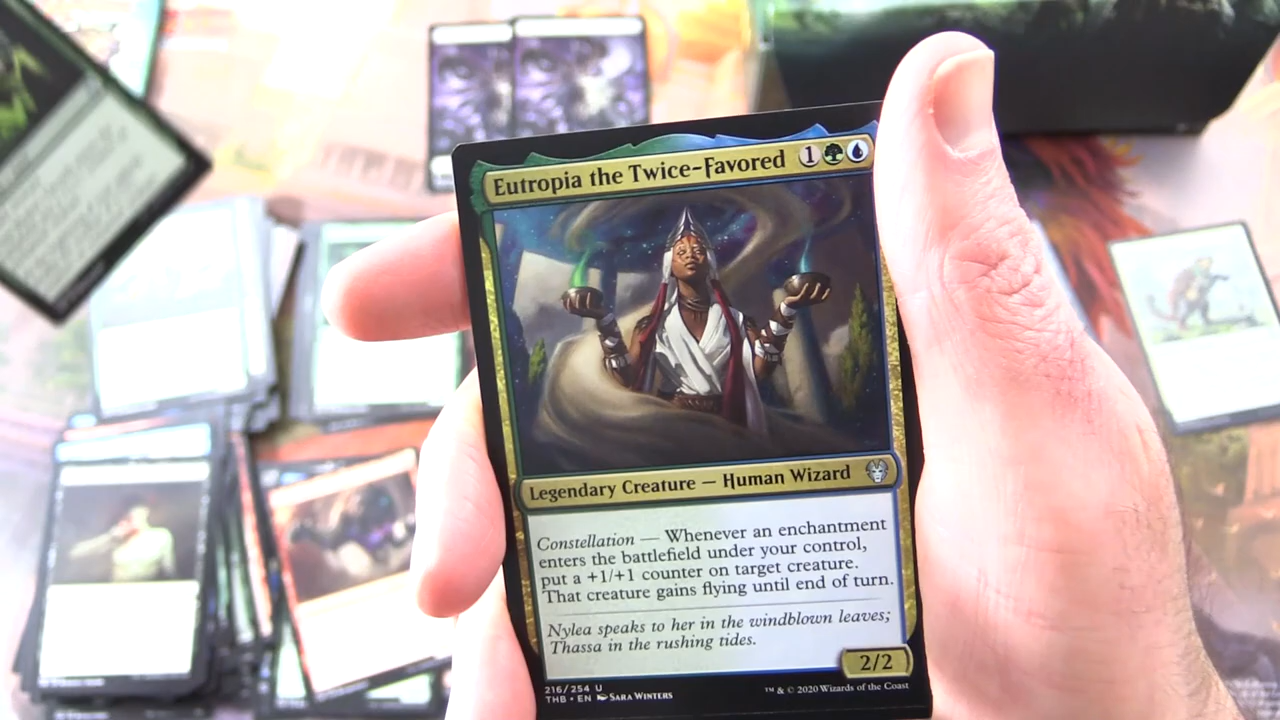 Eutropia the Twice-Favored 1
Legendary Creature — Human Wizard
Constellation — Whenever an enchantment
enters the battlefield under your control,
put a +1/+1 counter on target creature.
That creature gains flying until end of turn.
Nylea speaks to her in the windblown leaves;
Thassa in the rushing tides.
2/2
216/254 U
THB • EN Sara Winters
™ & © 2020 Wizards of the Coast